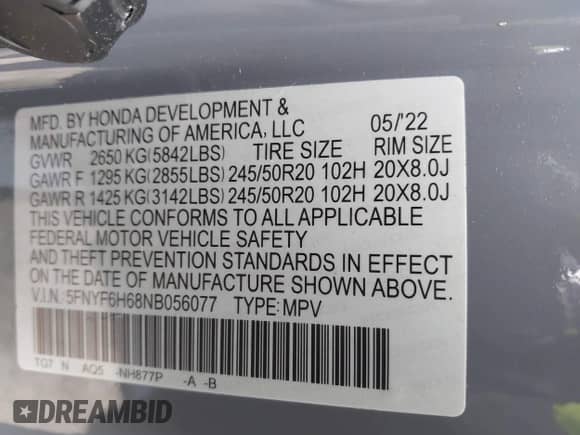 MFD. BY HONDA DEVELOPMENT &
MANUFACTURING OF AMERICA, LLC 05/'22
GVWR 2650 KG(5842LBS) TIRE SIZE RIM SIZE
GAWR F 1295 KG(2855LBS) 245/50R20 102H 20X8.0J
GAWR R 1425 KG(3142LBS) 245/50R20 102H 20X8.0J
THIS VEHICLE CONFORMS TO ALL APPLICABLE
FEDERAL MOTOR VEHICLE SAFETY
AND THEFT PREVENTION STANDARDS IN EFFECT
ON THE DATE OF MANUFACTURE SHOWN ABOVE.
V.I.N. 5FNYF6H68NB056077 TYPE:MPV
TG7 N AQ5 -NH877P -A -B
DREAMBID